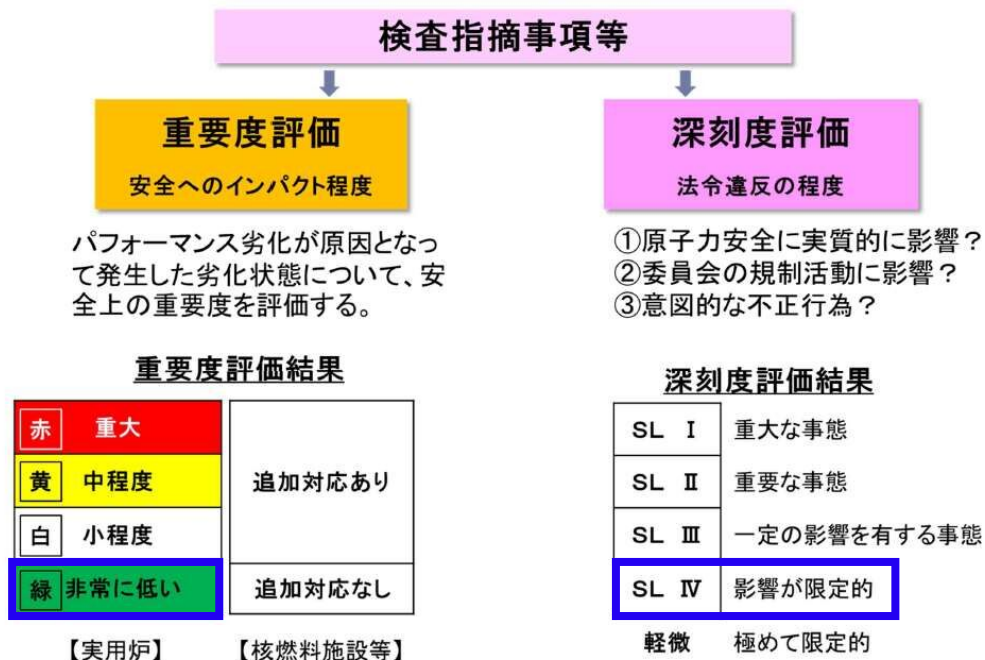 検査指摘事項等
重要度評価
安全へのインパクト程度
深刻度評価
法令違反の程度
パフォーマンス劣化が原因となっ
て発生した劣化状態について、安
全上の重要度を評価する。
①原子力安全に実質的に影響？
②委員会の規制活動に影響？
③意図的な不正行為？
重要度評価結果
赤 重大
黄 中程度
白 小程度
緑 非常に低い
追加対応あり
追加対応なし
【実用炉】 【核燃料施設等】
深刻度評価結果
SL Ⅰ 重大な事態
SL Ⅱ 重要な事態
SL Ⅲ 一定の影響を有する事態
SL Ⅳ 影響が限定的
軽微 極めて限定的